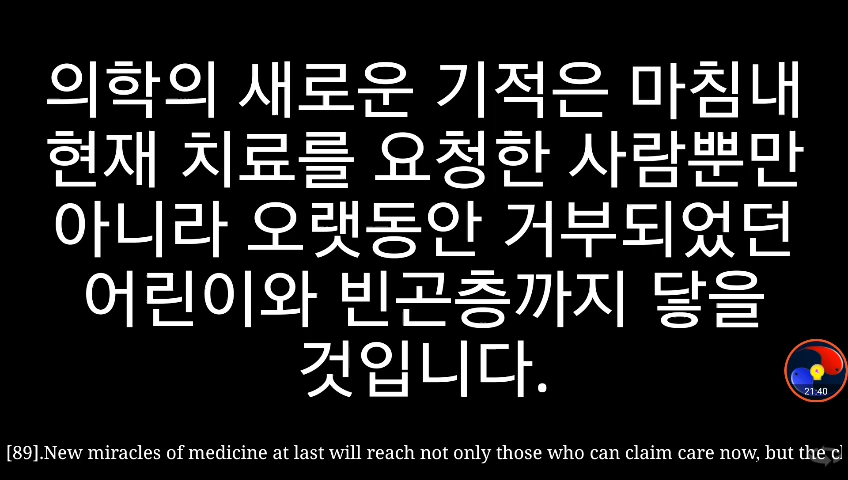 의학의 새로운 기적은 마침내
현재 치료를 요청한 사람뿐만
아니라 오랫동안 거부되었던
어린이와 빈곤층까지 닿을
것입니다.
21:40
[89].New miracles of medicine at last will reach not only those who can claim care now, but the